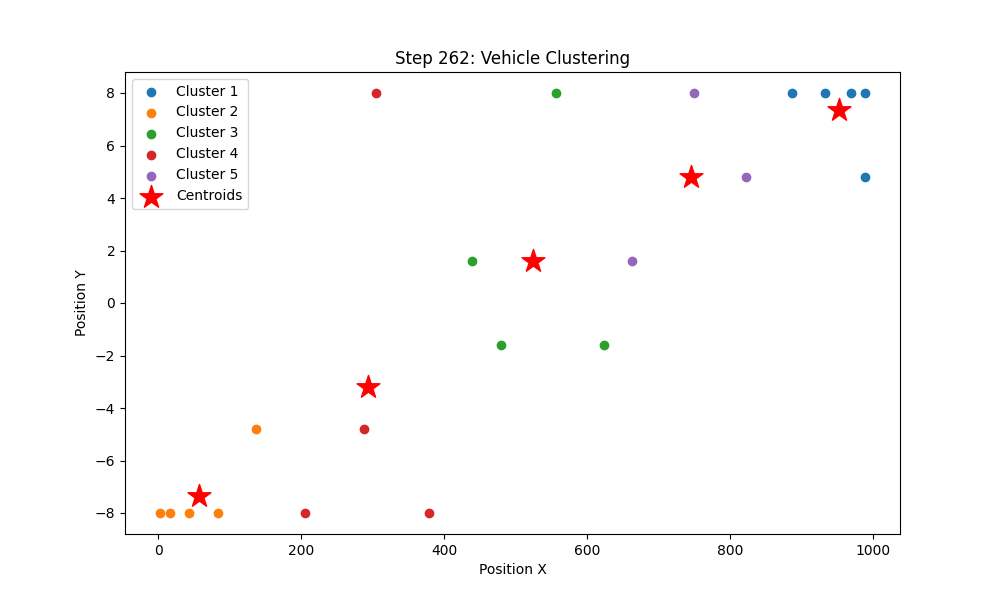 Step 262: Vehicle Clustering
Cluster 1
Cluster 2
Cluster 3
Cluster 4
Cluster 5
Centroids
Position Y
8
6
4
2
0
−2
−4
−6
−8
0 200 400 600 800 1000
Position X